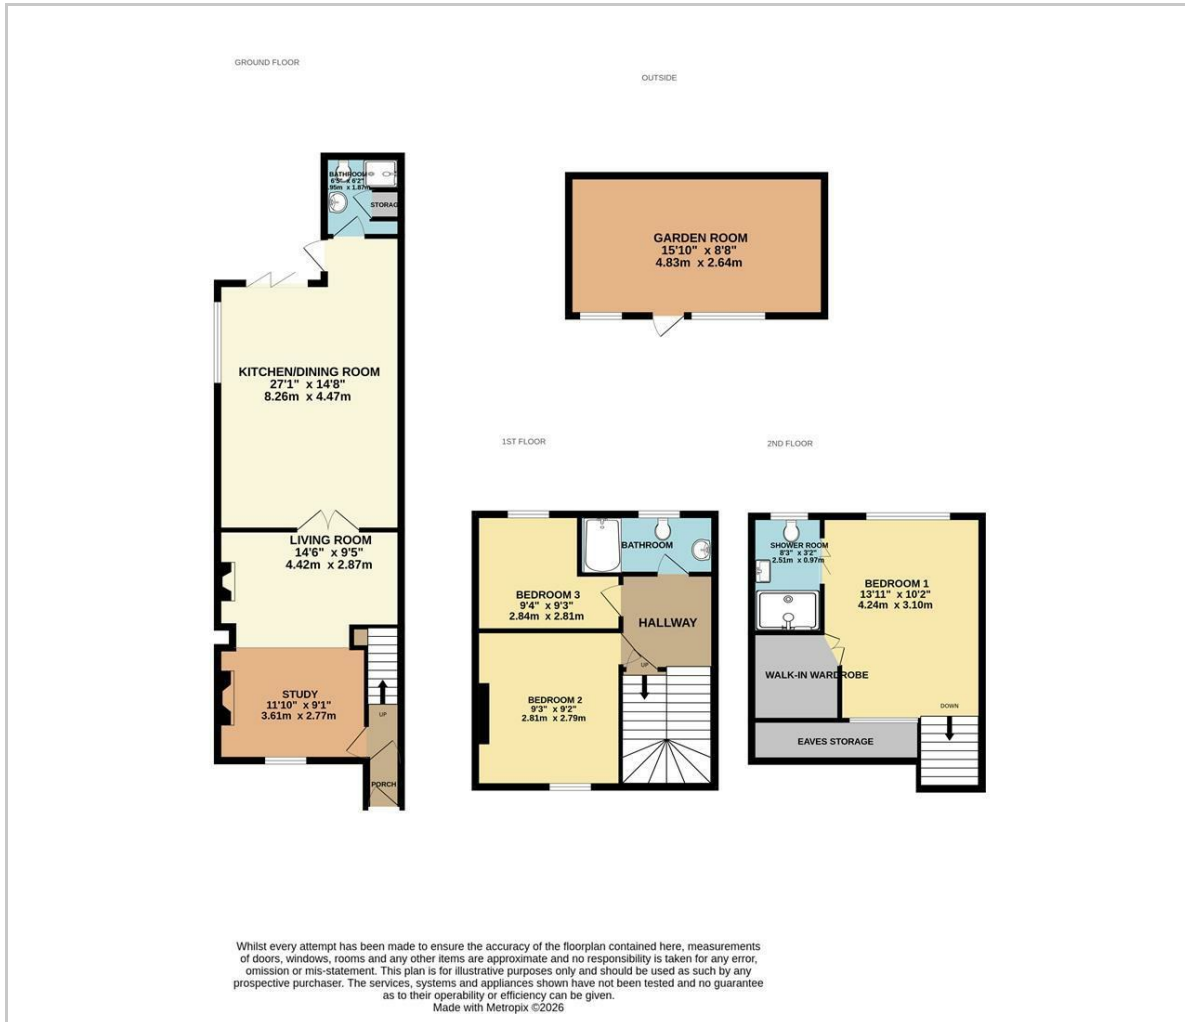 GROUND FLOOR
OUTSIDE
BATHROOM
6'5" x 6'2"
x 1.87m
STORAG
GARDEN ROOM
15'10" x 8'8"
4.83m x 2.64m
KITCHEN/DINING ROOM
27'1" x 14'8"
8.26m x 4.47m
LIVING ROOM
14'6" x 9'5"
4.42m x 2.87m
STUDY
11'10" x 9'1"
3.61m x 2.77m
UP
PORCH
1ST FLOOR
BATHROOM
BEDROOM 3
9'4" x 9'3"
2.84m x 2.81m
HALLWAY
UP
BEDROOM 2
9'3" x 9'2"
2.81m x 2.79m
2ND FLOOR
SHOWER ROOM
8'3" x 3'2"
2.51m x 0.97m
BEDROOM 1
13'11" x 10'2"
4.24m x 3.10m
WALK-IN WARDROBE
DOWN
EAVES STORAGE
Whilst every attempt has been made to ensure the accuracy of the floorplan contained here, measurements
of doors, windows, rooms and any other items are approximate and no responsibility is taken for any error,
omission or mis-statement. This plan is for illustrative purposes only and should be used as such by any
prospective purchaser. The services, systems and appliances shown have not been tested and no guarantee
as to their operability or efficiency can be given.
Made with Metropix ©2026